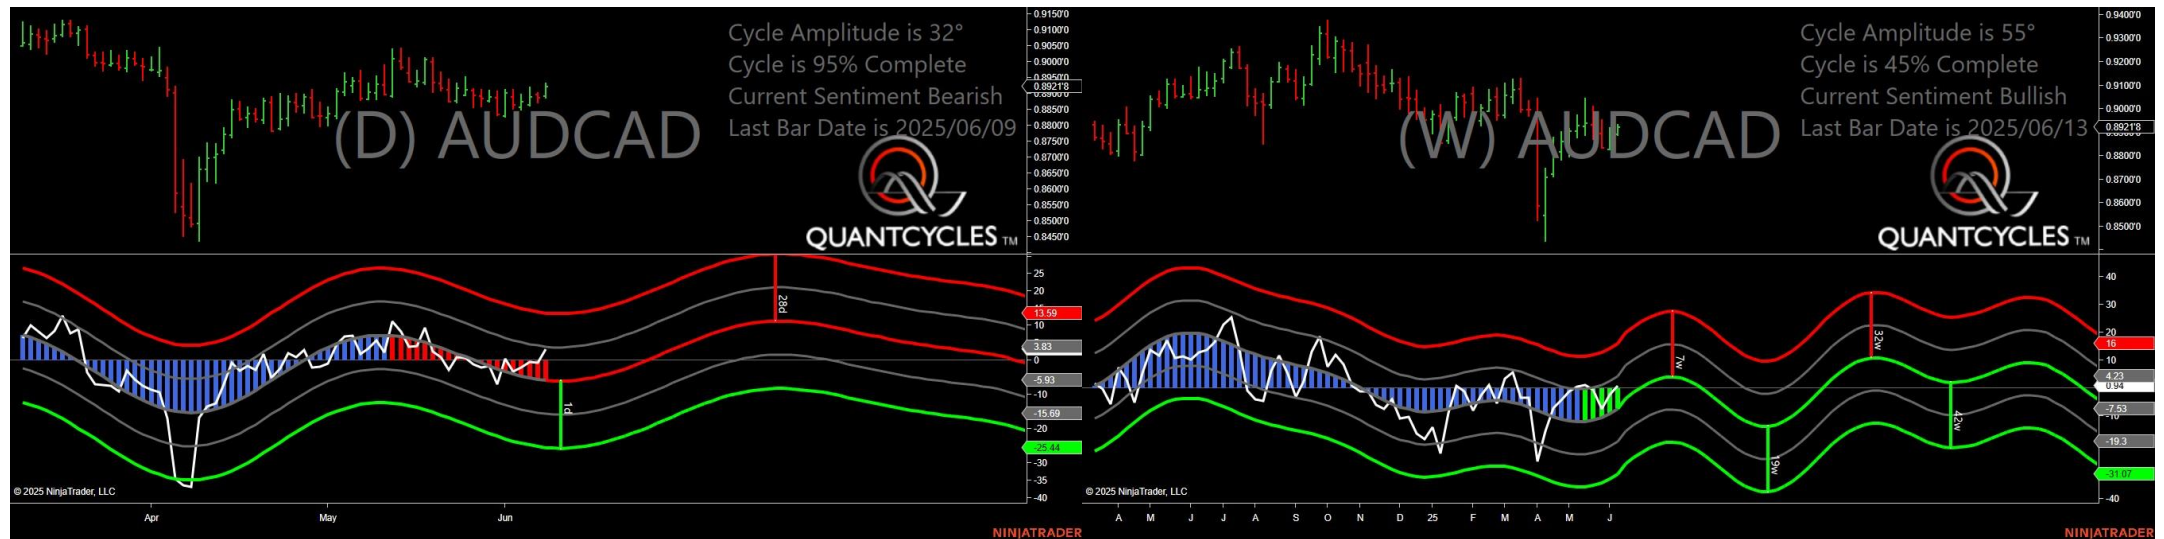 Cycle Amplitude is 32°
Cycle is 95% Complete
Current Sentiment Bearish
Last Bar Date is 2025/06/09
(D) AUDCAD
QUANTCYCLES TM
0.9150'0
0.9100'0
0.9050'0
0.9000'0
0.8950'0
0.8921'8
0.8900'0
0.8850'0
0.8800'0
0.8750'0
0.8700'0
0.8650'0
0.8600'0
0.8550'0
0.8500'0
0.8450'0
25
20
15
13.59
10
3.83
0
-5.93
-10
-15.69
-20
-25.44
-30
-35
-40
28d
1d
© 2025 NinjaTrader, LLC
Apr May Jun
NINJATRADER
Cycle Amplitude is 55°
Cycle is 45% Complete
Current Sentiment Bullish
Last Bar Date is 2025/06/13
(W) AUDCAD
QUANTCYCLES TM
0.9400'0
0.9300'0
0.9200'0
0.9100'0
0.9000'0
0.8921'8
0.8800'0
0.8700'0
0.8600'0
0.8500'0
40
30
20
16
10
4.23
0.94
-7.53
-10
-19.3
-31.07
-40
7w
19w
32w
42w
© 2025 NinjaTrader, LLC
A M J J A S O N D 25 F M A M J
NINJATRADER